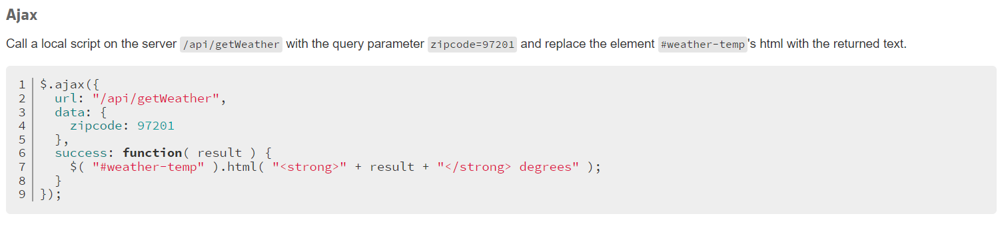 Ajax
Call a local script on the server /api/getWeather with the query parameter zipcode=97201 and replace the element #weather-temp's html with the returned text.
1 $.ajax({
2   url: "/api/getWeather",
3   data: {
4     zipcode: 97201
5   },
6   success: function( result ) {
7     $( "#weather-temp" ).html( "<strong>" + result + "</strong> degrees" );
8   }
9 });